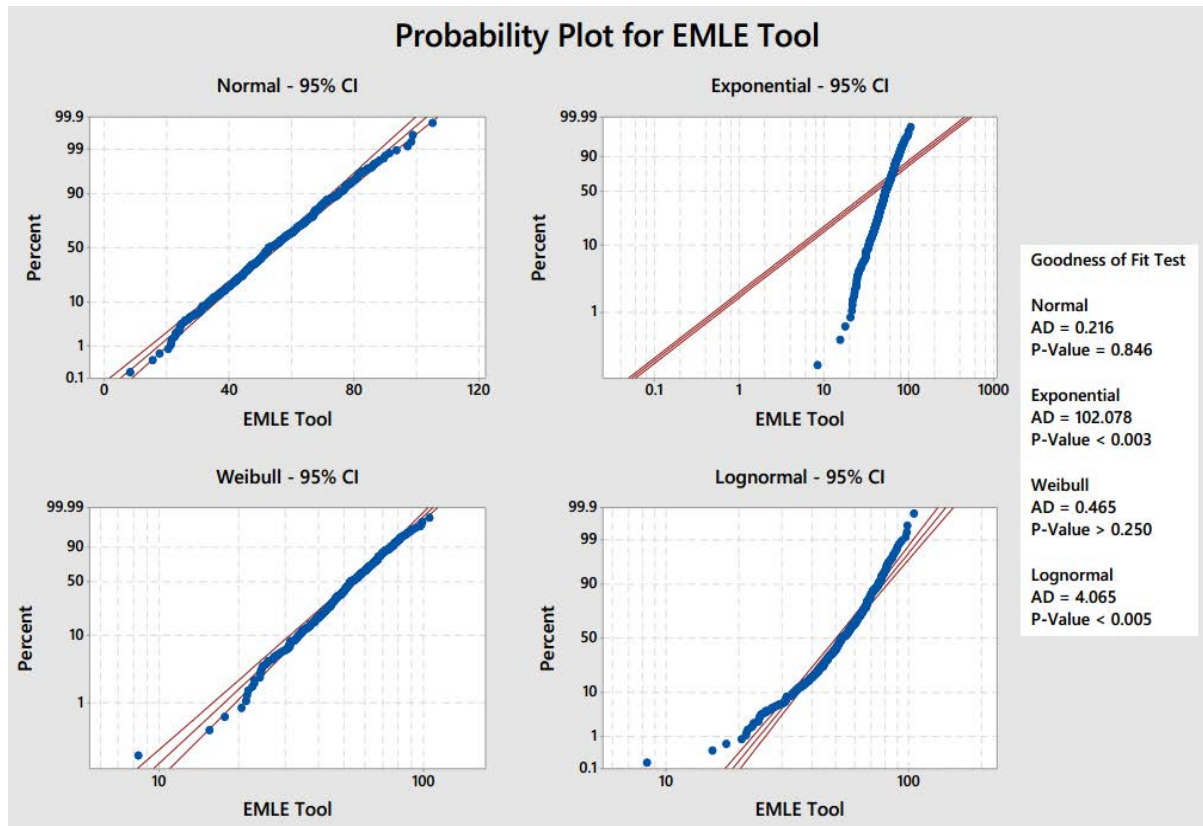 Probability Plot for EMLE Tool
Normal - 95% CI
99.9
99
90
50
10
1
0.1
Percent
0 40 80 120
EMLE Tool
Exponential - 95% CI
99.99
90
50
10
1
Percent
0.1 1 10 100 1000
EMLE Tool
Weibull - 95% CI
99.99
90
50
10
1
Percent
10 100
EMLE Tool
Lognormal - 95% CI
99.9
99
90
50
10
1
0.1
Percent
10 100
EMLE Tool
Goodness of Fit Test
Normal
AD = 0.216
P-Value = 0.846
Exponential
AD = 102.078
P-Value < 0.003
Weibull
AD = 0.465
P-Value > 0.250
Lognormal
AD = 4.065
P-Value < 0.005